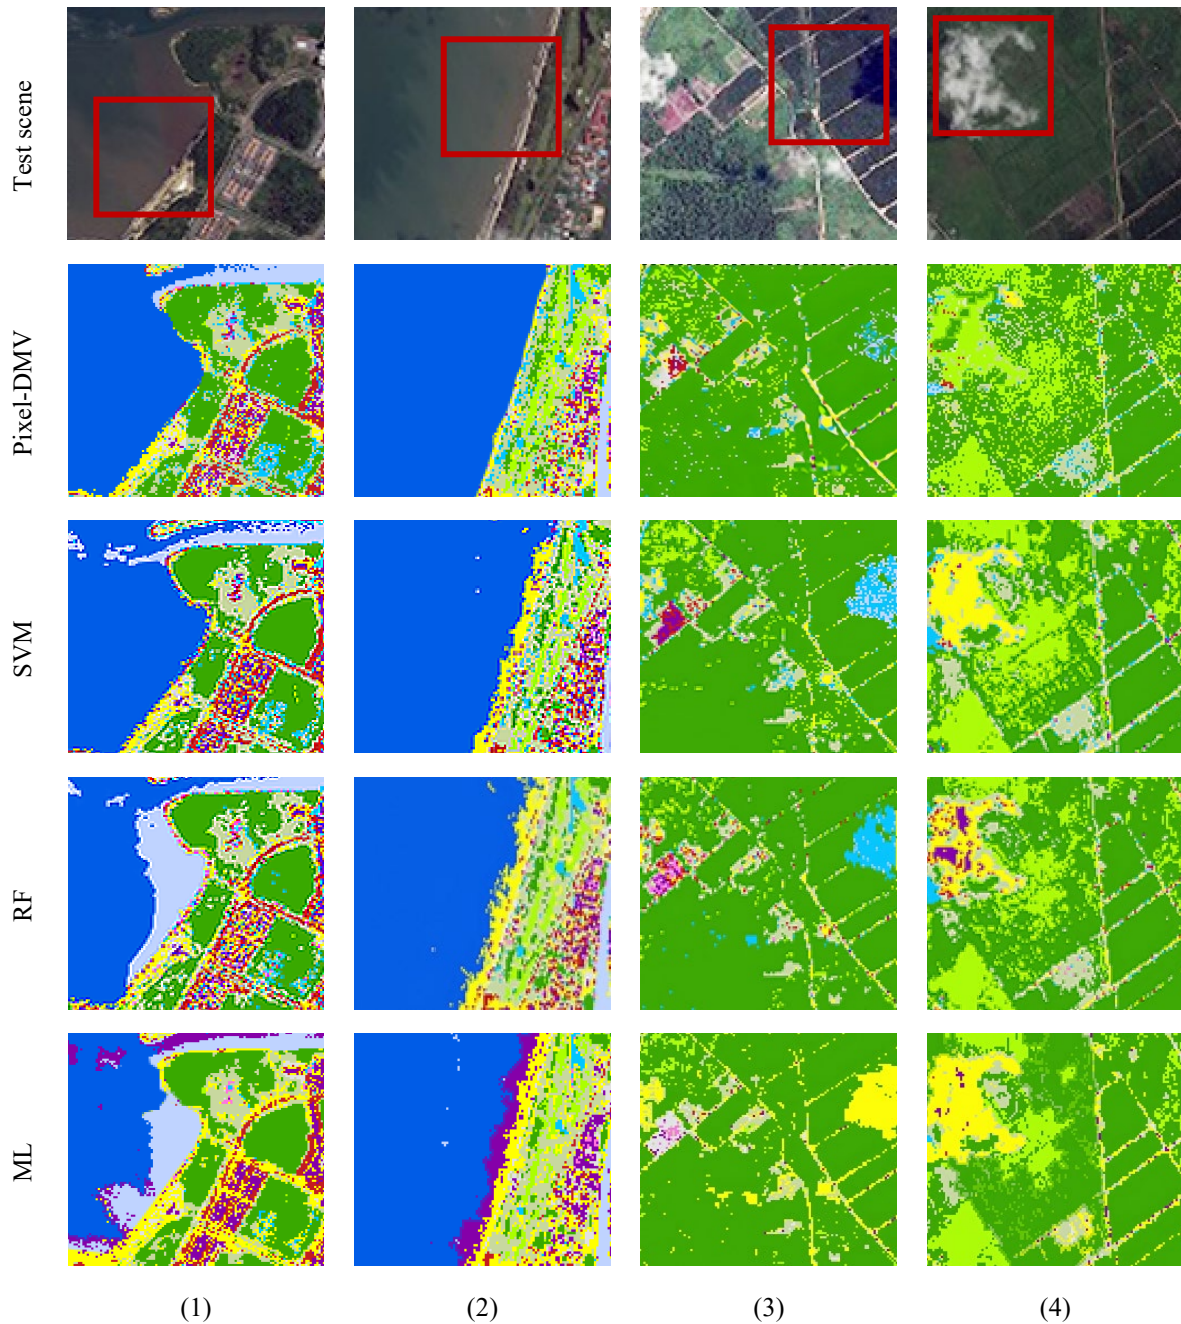 Test scene
Pixel-DMV
SVM
RF
ML
(1) (2) (3) (4)